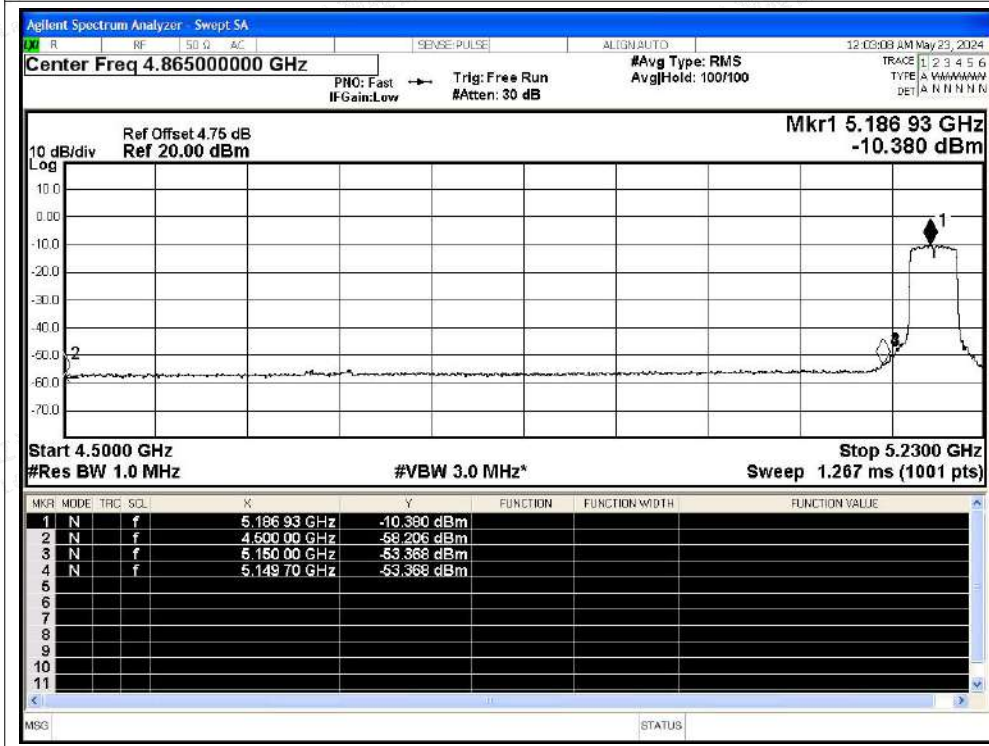 Agilent Spectrum Analyzer - Swept SA
LXI R RF 50 Ω AC SENSE:PULSE ALIGN AUTO 12:03:08 AM May 23, 2024
Center Freq 4.865000000 GHz
PNO: Fast
IFGain:Low
Trig: Free Run
#Atten: 30 dB
#Avg Type: RMS
Avg|Hold: 100/100
TRACE 1 2 3 4 5 6
TYPE A WWWWW
DET A N N N N N
Mkr1 5.186 93 GHz
-10.380 dBm
Ref Offset 4.75 dB
10 dB/div Ref 20.00 dBm
Log
10.0
0.00
-10.0
-20.0
-30.0
-40.0
-50.0
-60.0
-70.0
1
2
3
Start 4.5000 GHz Stop 5.2300 GHz
#Res BW 1.0 MHz #VBW 3.0 MHz* Sweep 1.267 ms (1001 pts)
MKR MODE TRC SCL X Y FUNCTION FUNCTION WIDTH FUNCTION VALUE
1 N f 5.186 93 GHz -10.380 dBm
2 N f 4.500 00 GHz -58.206 dBm
3 N f 5.150 00 GHz -53.368 dBm
4 N f 5.149 70 GHz -53.368 dBm
5
6
7
8
9
10
11
MSG STATUS